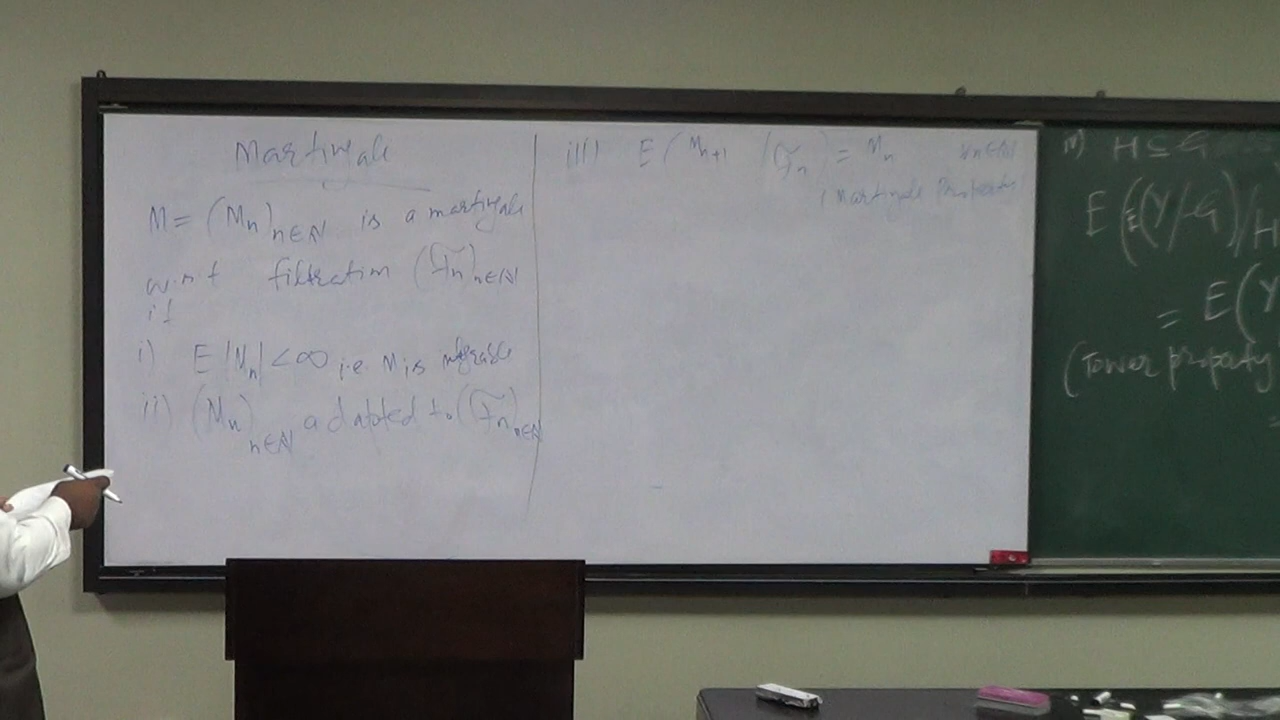 Martingale
M = (Mn)n∈ℕ is a martingale
w.r.t filtration (ℱn)n∈ℕ
if
i) E|Mn| < ∞ i.e M is integrable
ii) (Mn)n∈ℕ adapted to (ℱn)n∈ℕ
iii) E(Mn+1 / ℱn) = Mn ∀n∈ℕ
(Martingale Property)
H ⊆ G
E(E(Y/G)/H
= E(Y
(Tower property
=